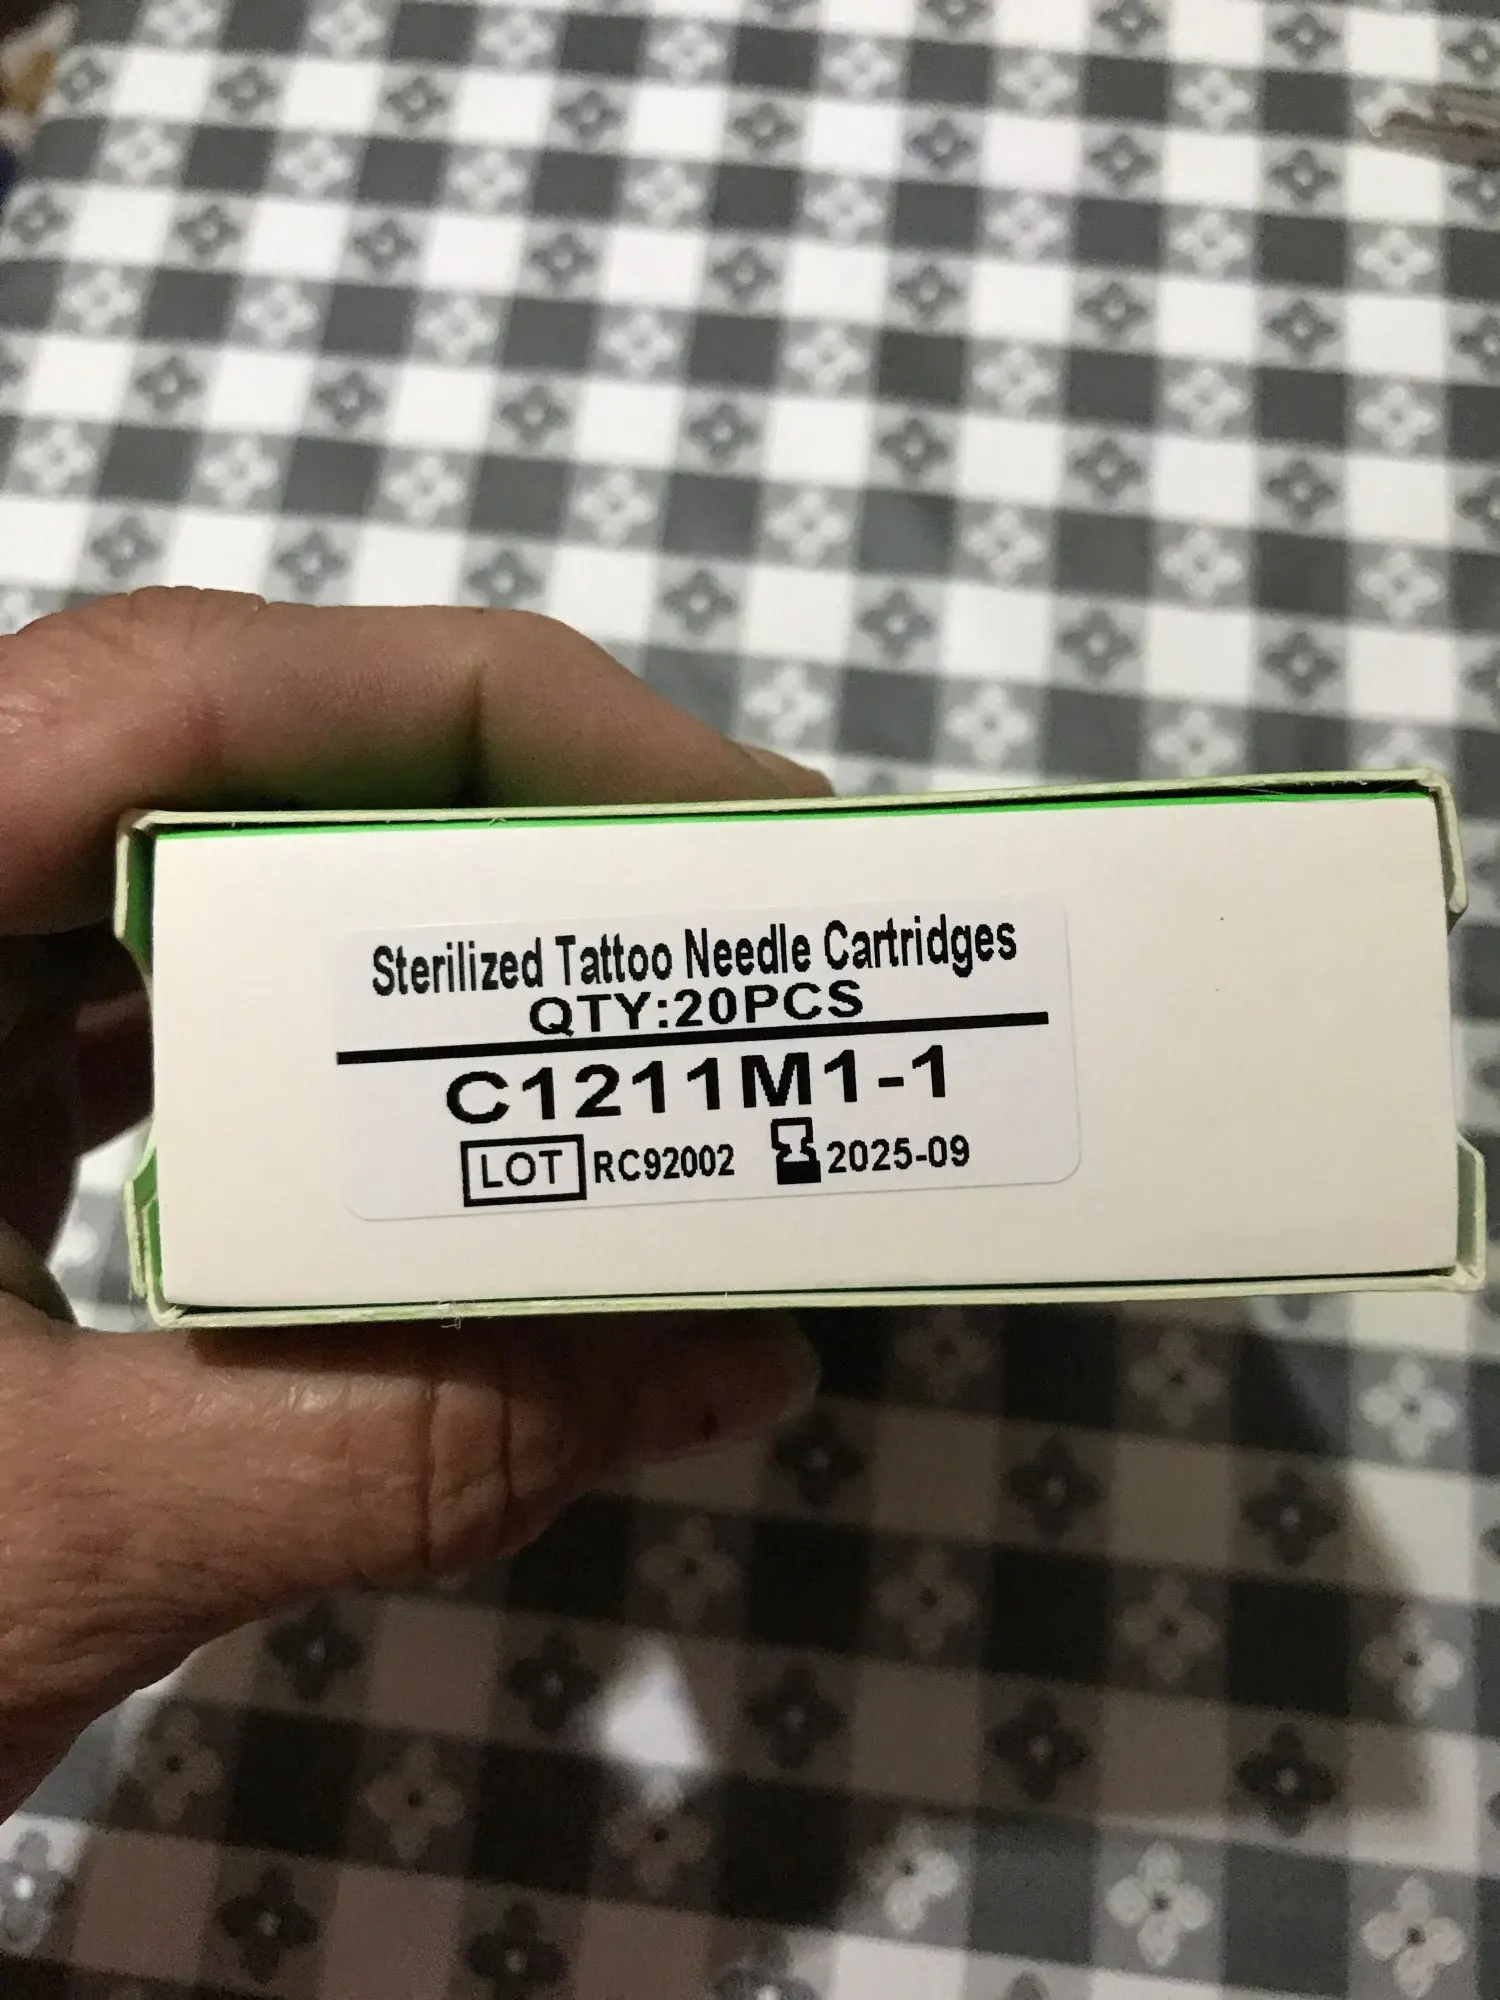 Sterilized Tattoo Needle Cartridges
QTY:20PCS
C1211M1-1
LOT RC92002 2025-09